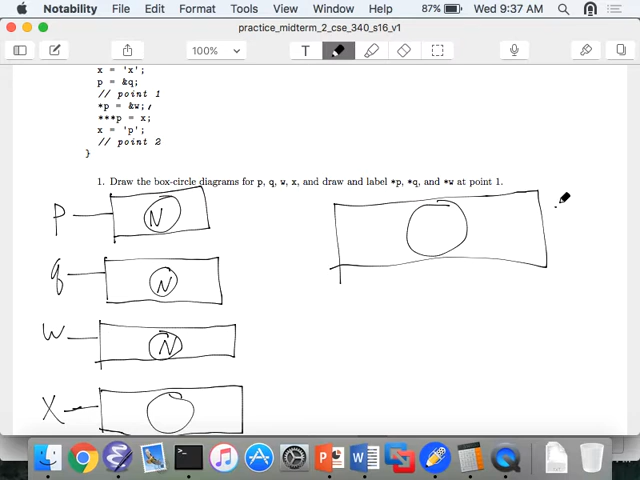 Notability File Edit View Tools Window Help 87% Wed 9:37 AM
practice_midterm_2_cse_340_s16_v1
100% T
x = 'x';
p = &q;
// point 1
*p = &w;
***p = x;
x = 'p';
// point 2
}
1. Draw the box-circle diagrams for p, q, w, x, and draw and label *p, *q, and *w at point 1.
p N
q N
w N
x